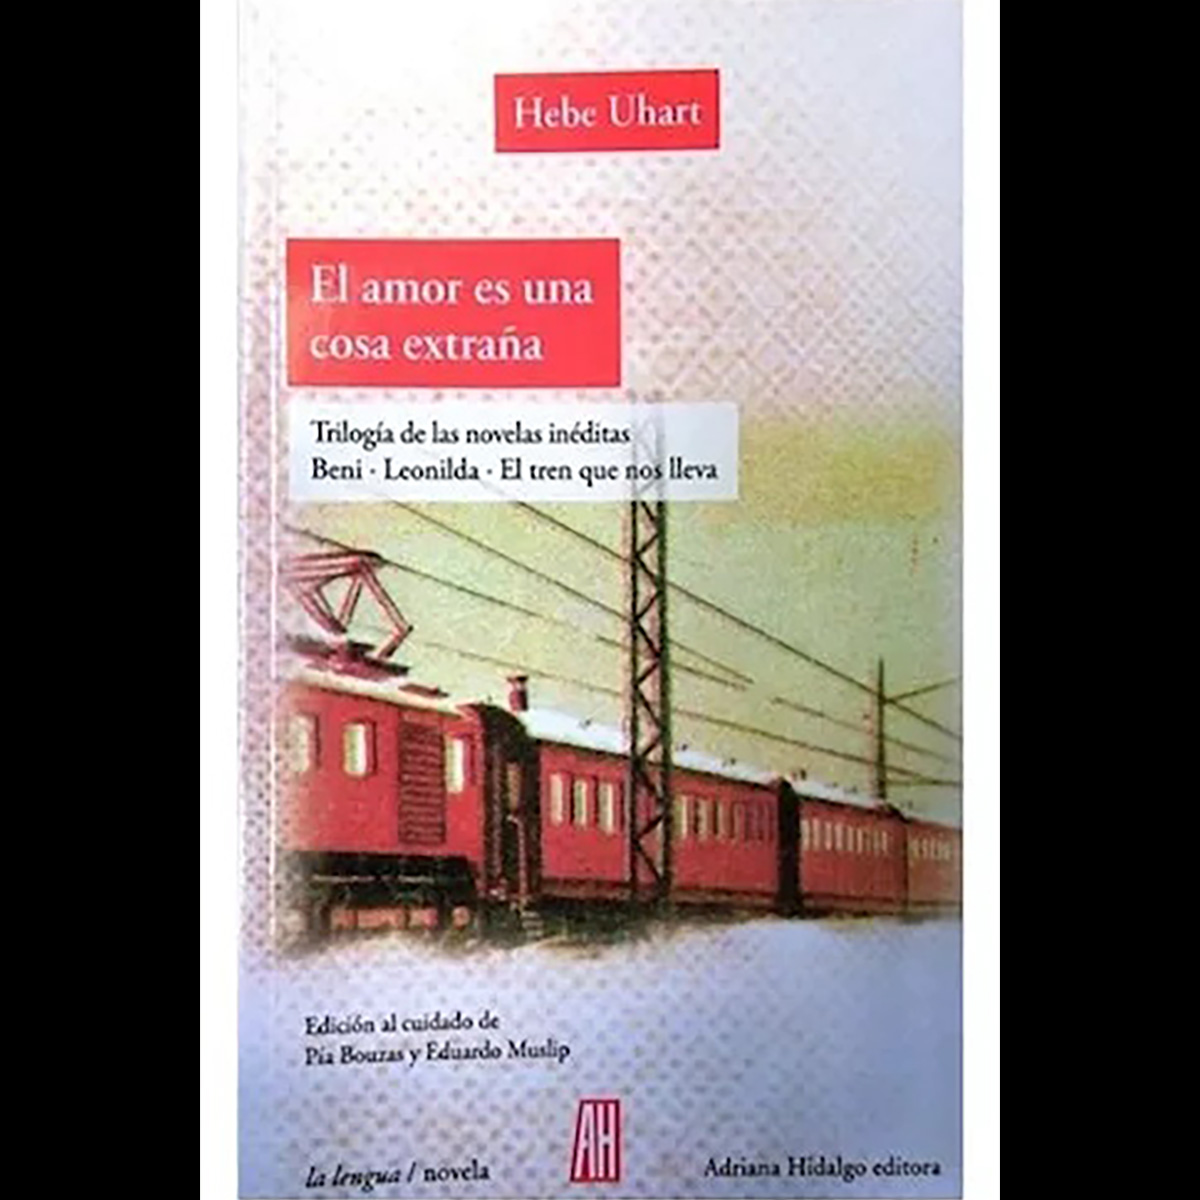 Hebe Uhart
El amor es una
cosa extraña
Trilogía de las novelas inéditas
Beni · Leonilda · El tren que nos lleva
Edición al cuidado de
Pía Bouzas y Eduardo Muslip
AH
la lengua / novela
Adriana Hidalgo editora